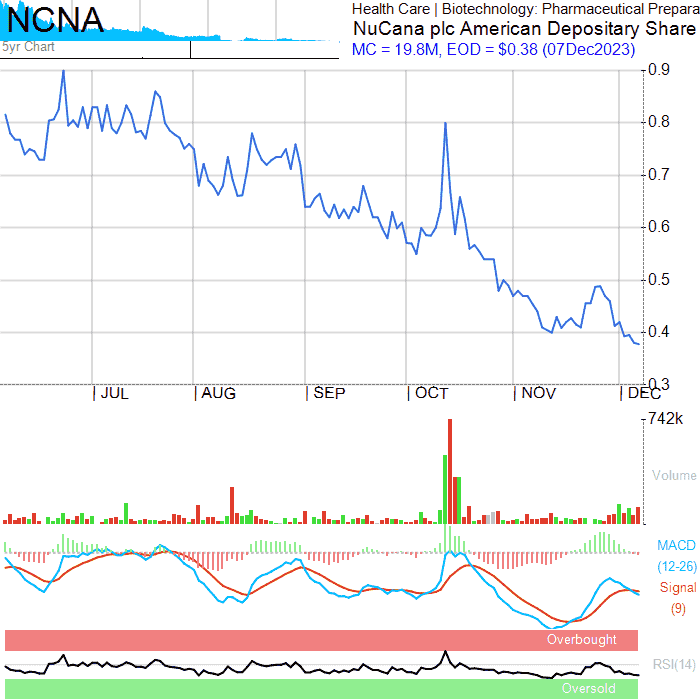 NCNA
5yr Chart
Health Care | Biotechnology: Pharmaceutical Prepara
NuCana plc American Depositary Share
MC = 19.8M, EOD = $0.38 (07Dec2023)
0.9
0.8
0.7
0.6
0.5
0.4
0.3
JUL AUG SEP OCT NOV DEC
742k
Volume
MACD
(12-26)
Signal
(9)
Overbought
RSI(14)
Oversold